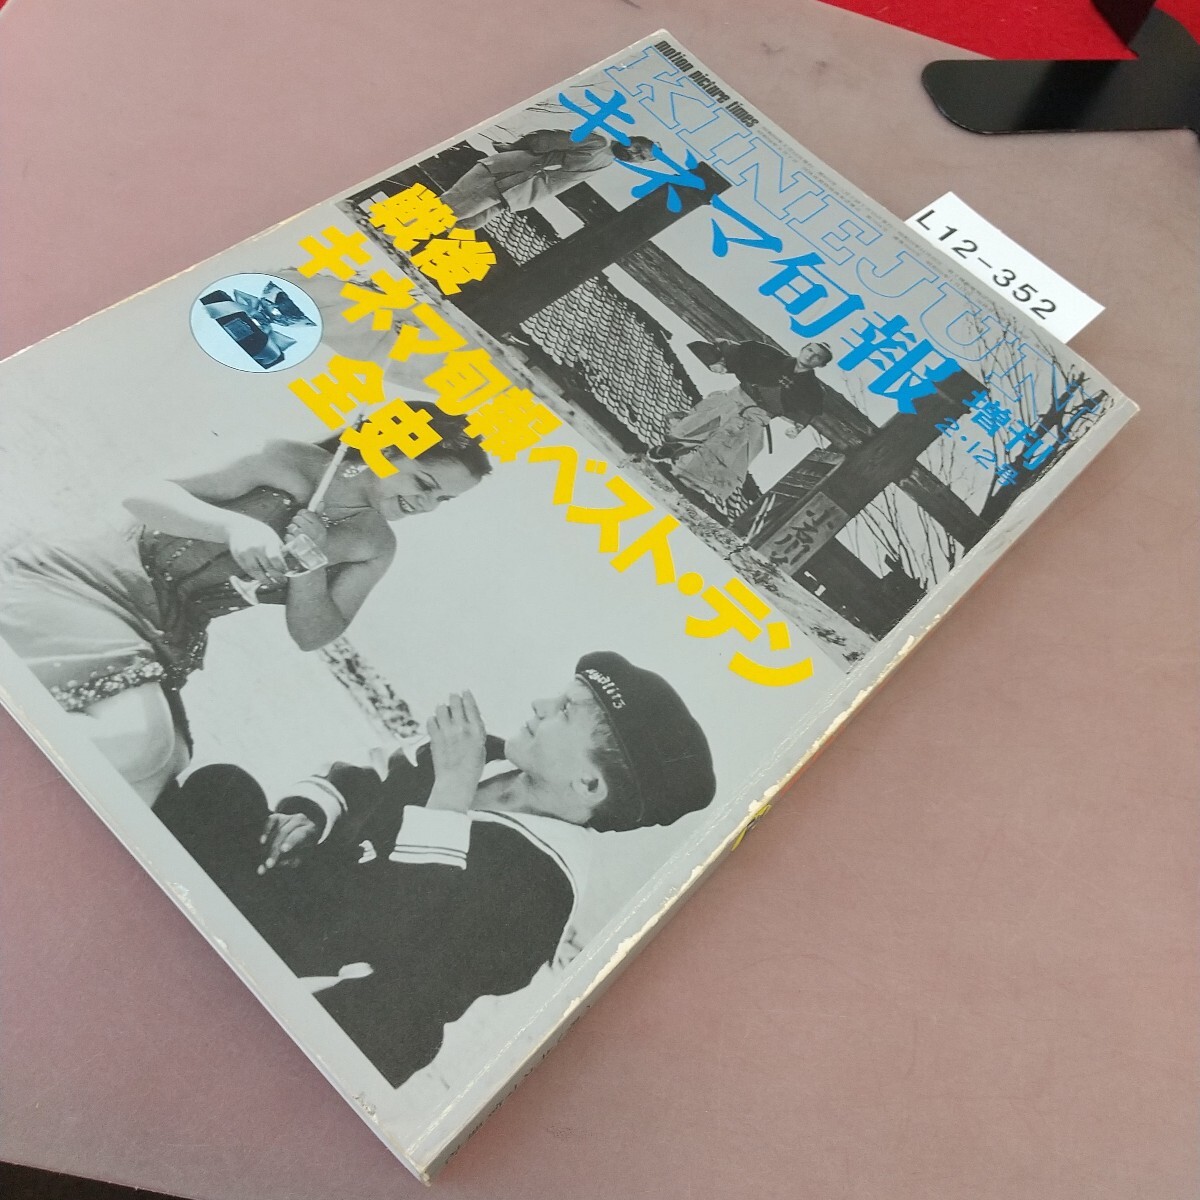 motion picture times
KINEJUN
キネマ旬報
増刊
2・12号
戦後
キネマ旬報ベスト・テン
全史
L12-352